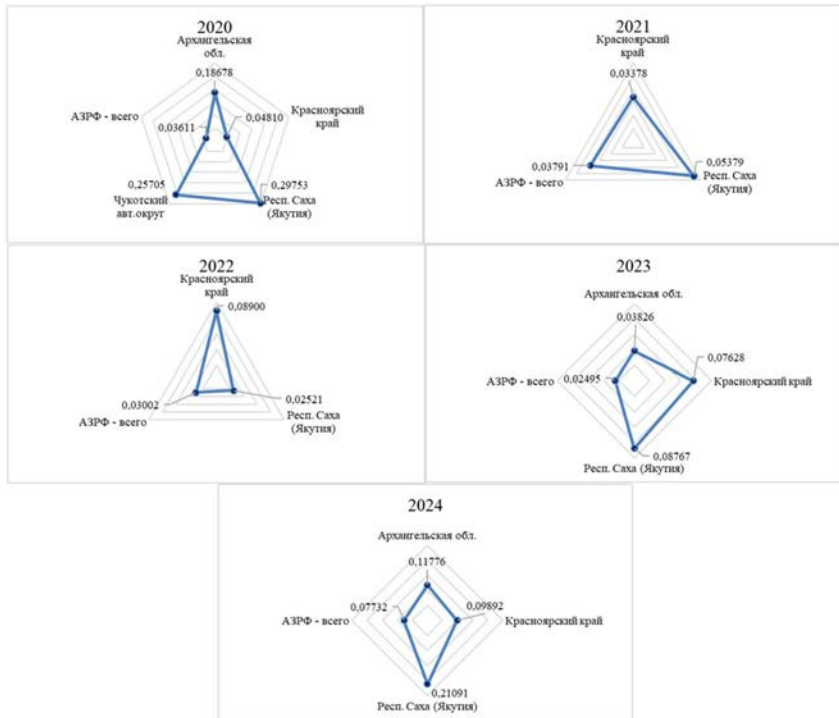 2020
Архангельская
обл.
0,18678
Красноярский
край
0,04810
АЗРФ - всего
0,03611
0,25705
Чукотский
авт.округ
0,29753
Респ. Саха
(Якутия)
2021
Красноярский
край
0,03378
0,03791
АЗРФ - всего
0,05379
Респ. Саха
(Якутия)
2022
Красноярский
край
0,08900
0,03002
АЗРФ - всего
0,02521
Респ. Саха
(Якутия)
2023
Архангельская обл.
0,03826
0,07628
АЗРФ - всего
0,02495
Красноярский край
0,08767
Респ. Саха (Якутия)
2024
Архангельская обл.
0,11776
0,07732
0,09892
АЗРФ - всего
Красноярский край
0,21091
Респ. Саха (Якутия)